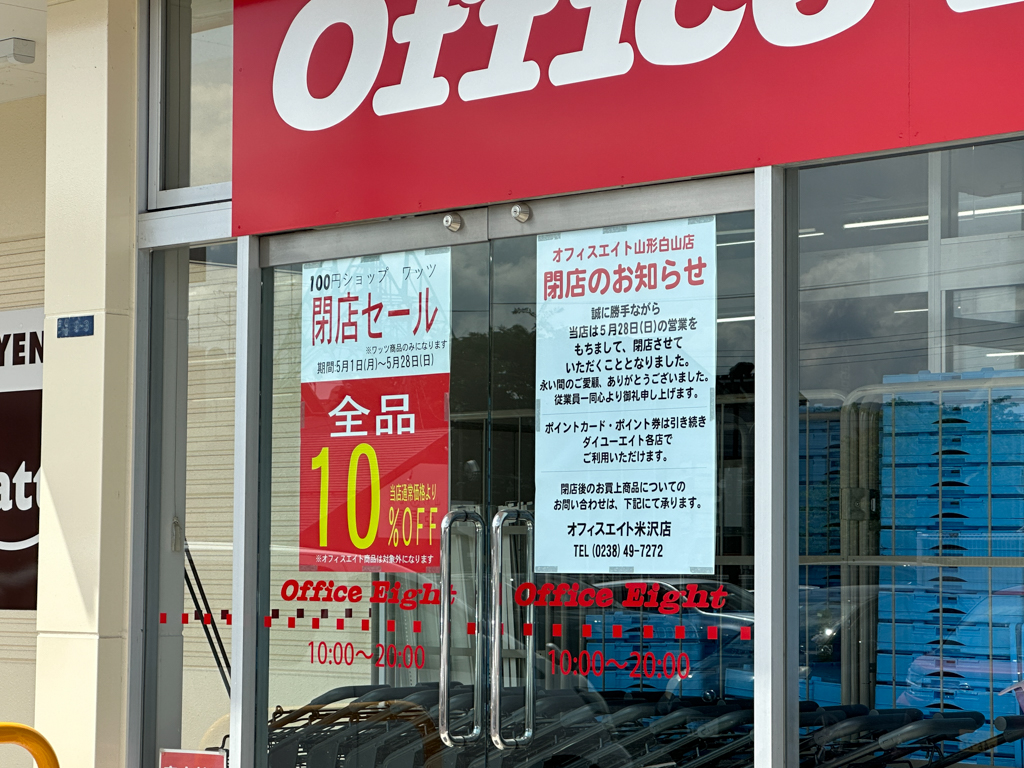 Office
YEN
100円ショップ ワッツ
閉店セール
※ワッツ商品のみになります
期間:5月1日(月)〜5月28日(日)
全品
10
当店通常価格より
%OFF
※オフィスエイト商品は対象外になります
オフィスエイト山形白山店
閉店のお知らせ
誠に勝手ながら
当店は5月28日(日)の営業を
もちまして、閉店させて
いただくこととなりました。
永い間のご愛顧、ありがとうございました。
従業員一同心より御礼申し上げます。
ポイントカード・ポイント券は引き続き
ダイユーエイト各店で
ご利用いただけます。
閉店後のお買上商品についての
お問い合わせは、下記にて承ります。
オフィスエイト米沢店
TEL (0238) 49-7272
Office Eight
10:00〜20:00
Office Eight
10:00〜20:00